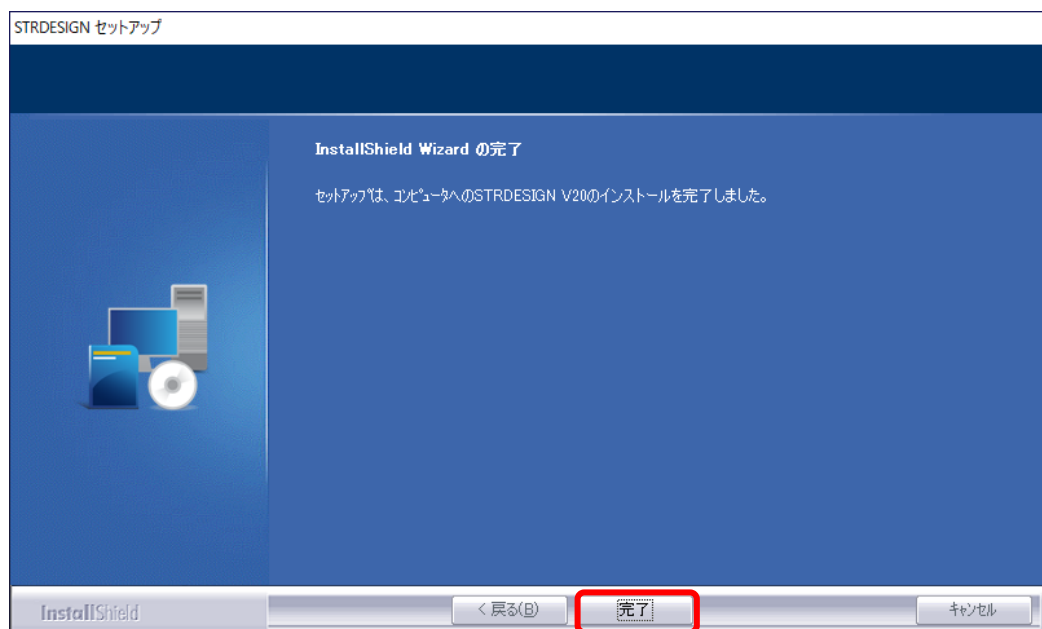 STRDESIGN セットアップ
InstallShield Wizard の完了
ｾｯﾄｱｯﾌﾟは、ｺﾝﾋﾟｭｰﾀへのSTRDESIGN V20のインストールを完了しました。
InstallShield
< 戻る(B)
完了
ｷｬﾝｾﾙ